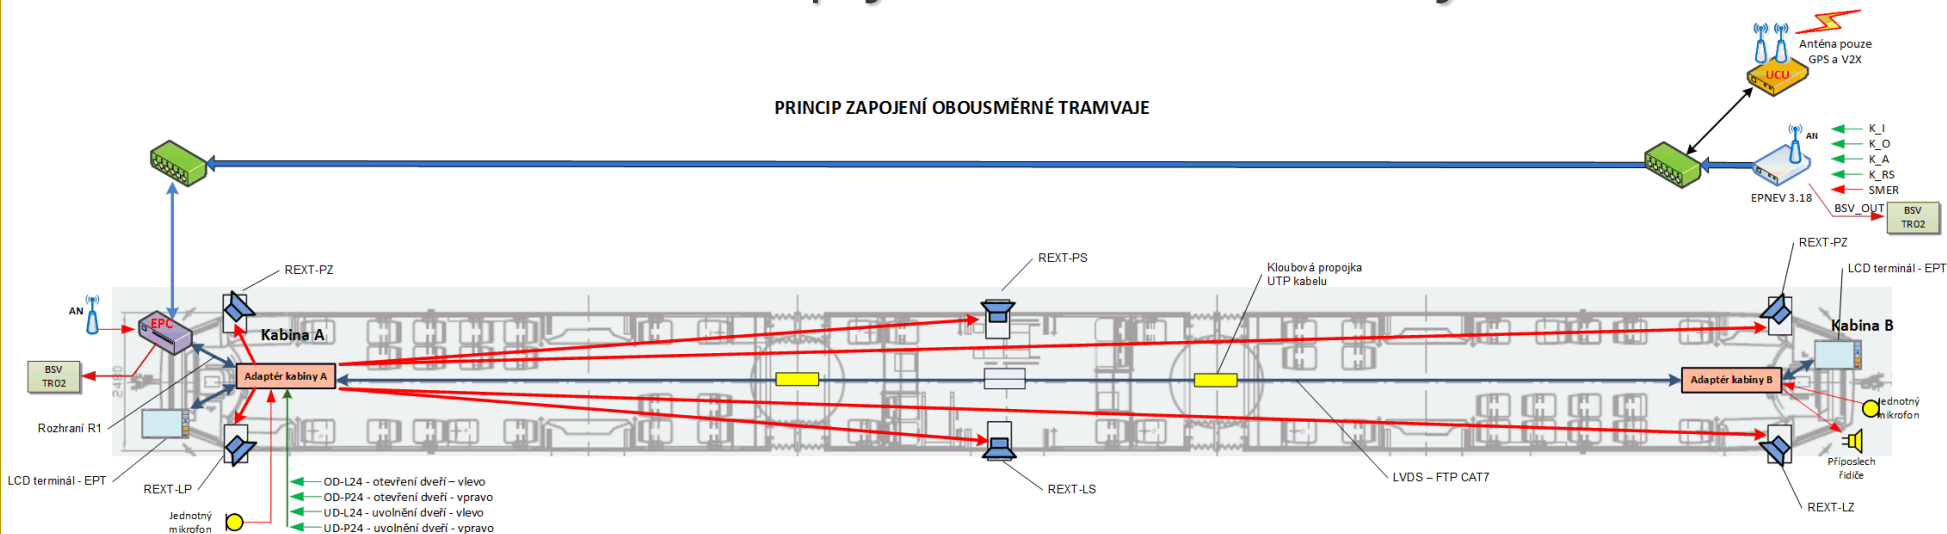 Anténa pouze
GPS a V2X
UCU
PRINCIP ZAPOJENÍ OBOUSMĚRNÉ TRAMVAJE
AN
K_I
K_O
K_A
K_RS
SMER
EPNEV 3.18
BSV_OUT
BSV
TR02
REXT-PZ
REXT-PS
Kloubová propojka
UTP kabelu
REXT-PZ
LCD terminál - EPT
AN
EPC
Kabina A
Kabina B
BSV
TR02
2480
Adaptér kabiny A
Adaptér kabiny B
Jednotný
mikrofon
Rozhraní R1
LCD terminál - EPT
REXT-LP
OD-L24 - otevření dveří – vlevo
OD-P24 - otevření dveří - vpravo
UD-L24 - uvolnění dveří - vlevo
UD-P24 - uvolnění dveří - vpravo
Jednotný
mikrofon
REXT-LS
LVDS – FTP CAT7
Příposlech
řidiče
REXT-LZ